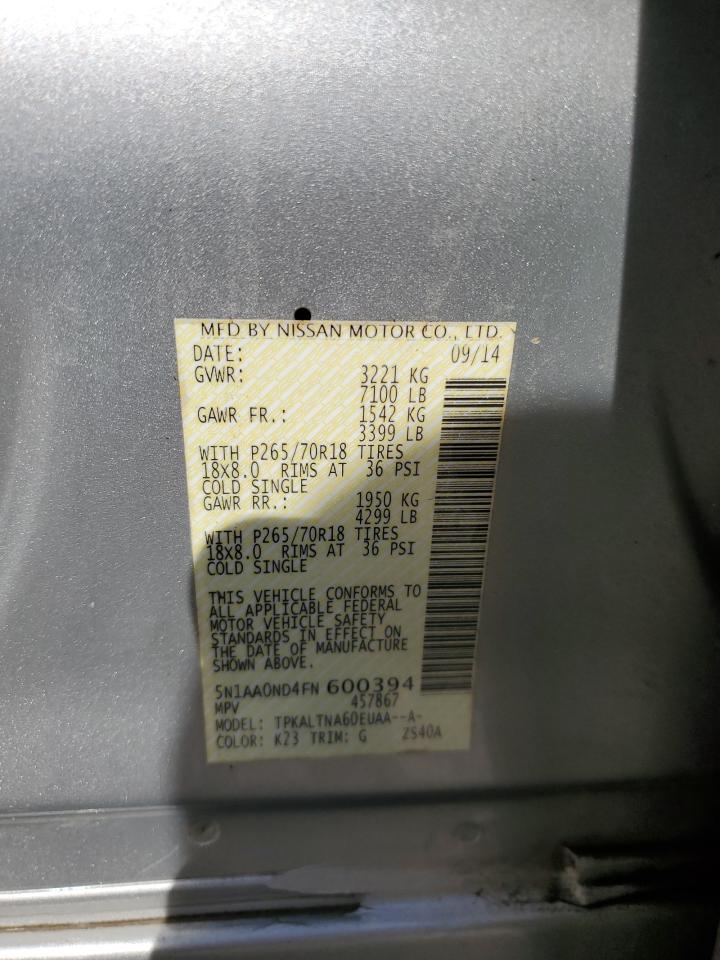 MFD BY NISSAN MOTOR CO., LTD.
DATE: 09/14
GVWR: 3221 KG
7100 LB
GAWR FR.: 1542 KG
3399 LB
WITH P265/70R18 TIRES
18X8.0 RIMS AT 36 PSI
COLD SINGLE
GAWR RR.: 1950 KG
4299 LB
WITH P265/70R18 TIRES
18X8.0 RIMS AT 36 PSI
COLD SINGLE
THIS VEHICLE CONFORMS TO
ALL APPLICABLE FEDERAL
MOTOR VEHICLE SAFETY
STANDARDS IN EFFECT ON
THE DATE OF MANUFACTURE
SHOWN ABOVE.
5N1AA0ND4FN 600394
MPV 457867
MODEL: TPKALTNA60EUAA--A-
COLOR: K23 TRIM: G ZS40A